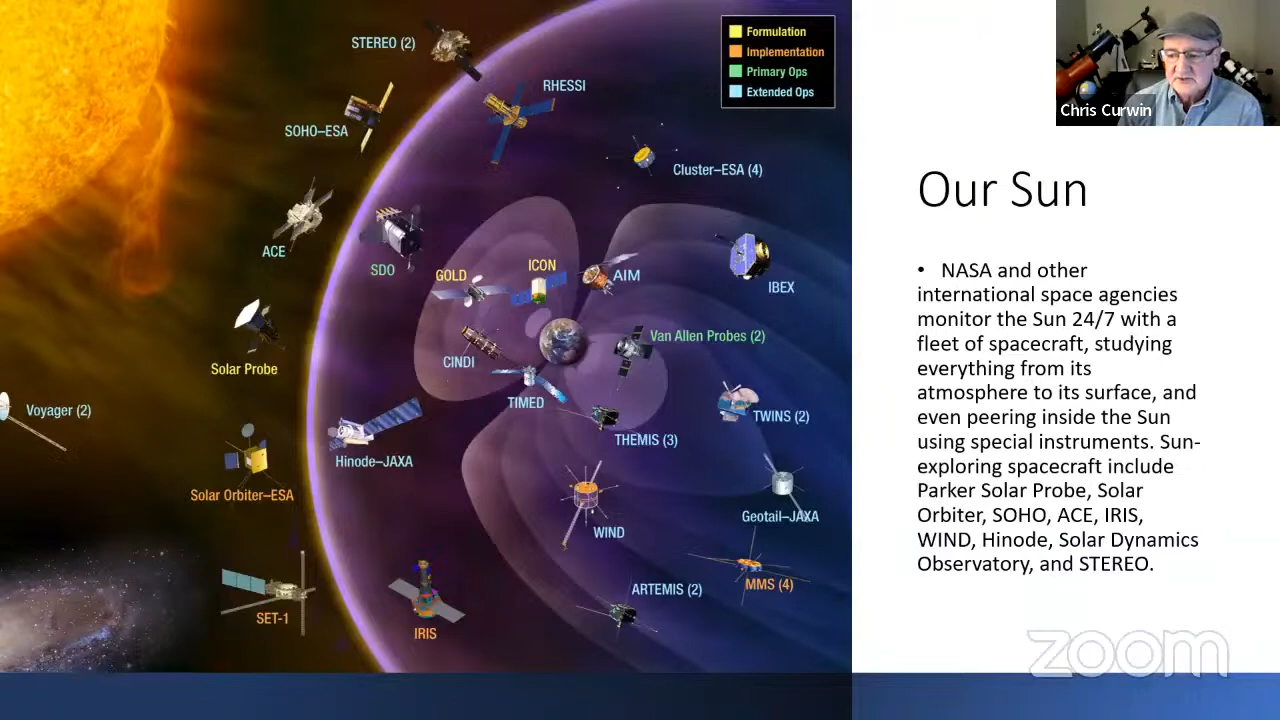 STEREO (2)
RHESSI
SOHO–ESA
Cluster–ESA (4)
ACE
SDO
GOLD
ICON
AIM
IBEX
Van Allen Probes (2)
CINDI
Solar Probe
TIMED
Voyager (2)
TWINS (2)
THEMIS (3)
Hinode–JAXA
Solar Orbiter–ESA
Geotail–JAXA
WIND
MMS (4)
ARTEMIS (2)
SET-1
IRIS
Formulation
Implementation
Primary Ops
Extended Ops
Chris Curwin
Our Sun
• NASA and other
international space agencies
monitor the Sun 24/7 with a
fleet of spacecraft, studying
everything from its
atmosphere to its surface, and
even peering inside the Sun
using special instruments. Sun-
exploring spacecraft include
Parker Solar Probe, Solar
Orbiter, SOHO, ACE, IRIS,
WIND, Hinode, Solar Dynamics
Observatory, and STEREO.
zoom